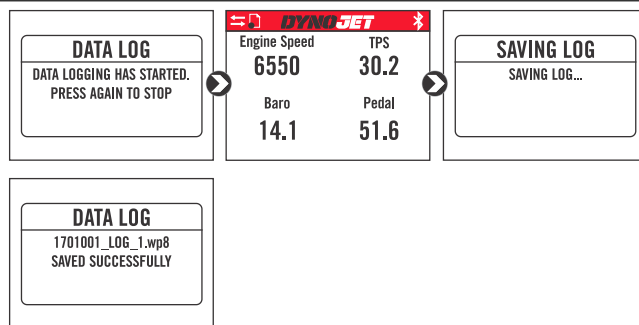 DATA LOG
DATA LOGGING HAS STARTED.
PRESS AGAIN TO STOP
DYNOJET
Engine Speed TPS
6550 30.2
Baro Pedal
14.1 51.6
SAVING LOG
SAVING LOG...
DATA LOG
1701001_LOG_1.wp8
SAVED SUCCESSFULLY